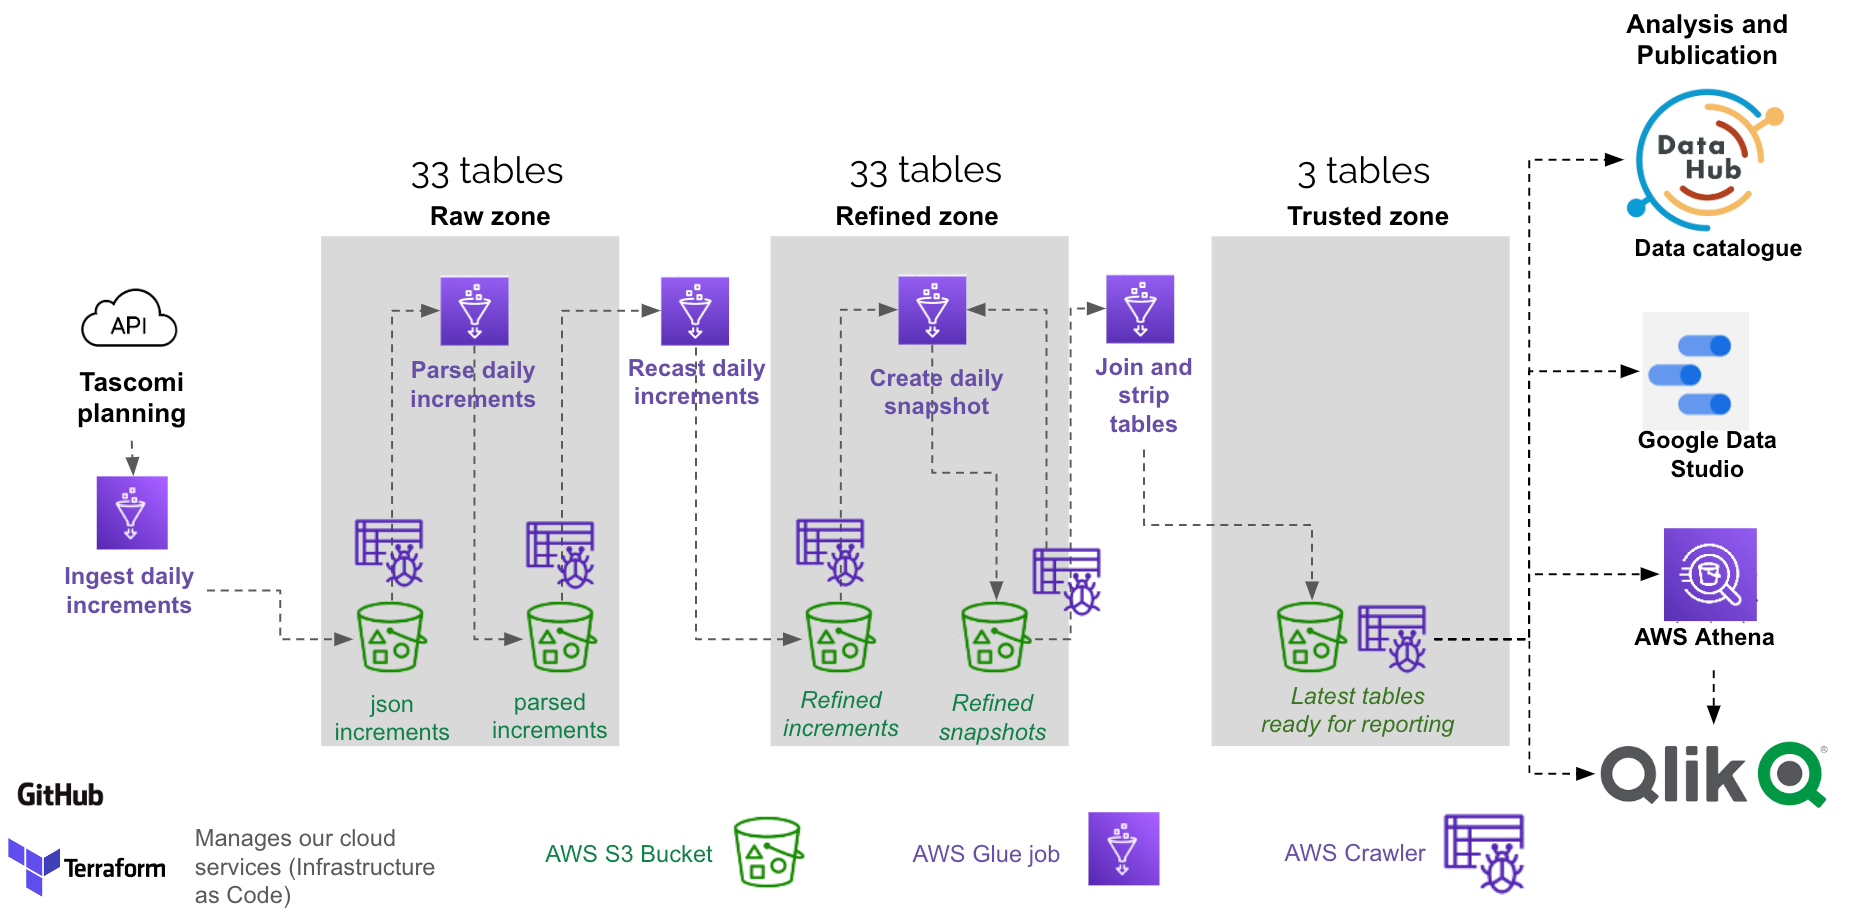 Analysis and
Publication
Data
Hub
Data catalogue
33 tables
Raw zone
33 tables
Refined zone
3 tables
Trusted zone
API
Tascomi
planning
Ingest daily
increments
Parse daily
increments
Recast daily
increments
Create daily
snapshot
Join and
strip
tables
json
increments
parsed
increments
Refined
increments
Refined
snapshots
Latest tables
ready for reporting
Google Data
Studio
AWS Athena
Qlik
®
GitHub
Terraform
Manages our cloud
services (Infrastructure
as Code)
AWS S3 Bucket
AWS Glue job
AWS Crawler